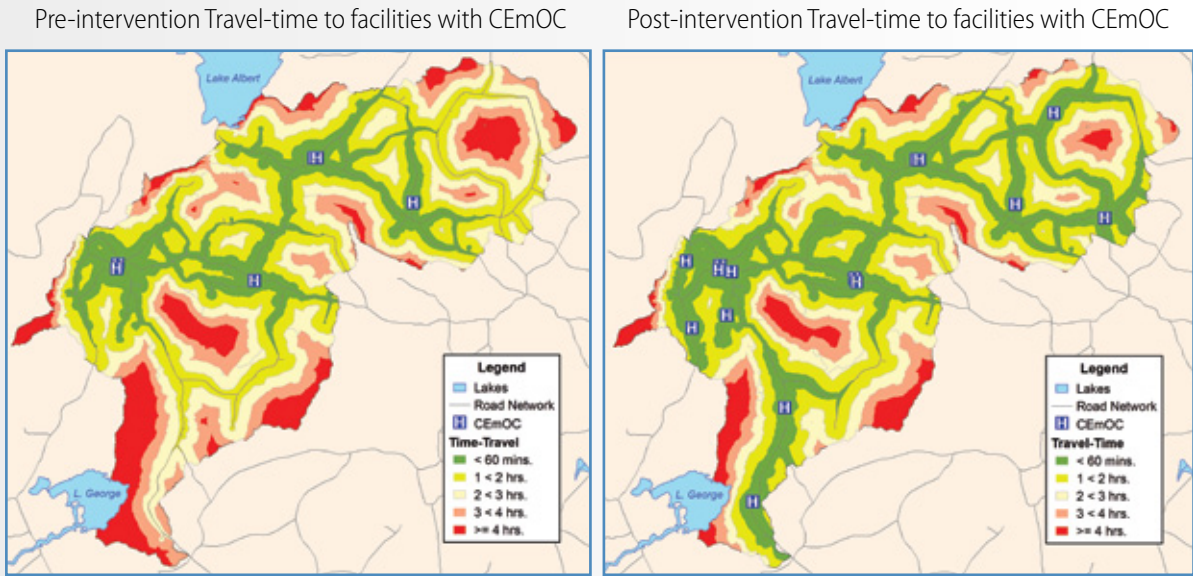 Pre-intervention Travel-time to facilities with CEmOC
Post-intervention Travel-time to facilities with CEmOC
Lake Albert
H
H
H
H
L. George
Legend
Lakes
Road Network
H CEmOC
Time-Travel
< 60 mins.
1 < 2 hrs.
2 < 3 hrs.
3 < 4 hrs.
>= 4 hrs.
Lake Albert
H
H
H
H
H
H
H
H
H
H
H
H
H
L. George
Legend
Lakes
Road Network
H CEmOC
Travel-Time
< 60 mins.
1 < 2 hrs.
2 < 3 hrs.
3 < 4 hrs.
>= 4 hrs.